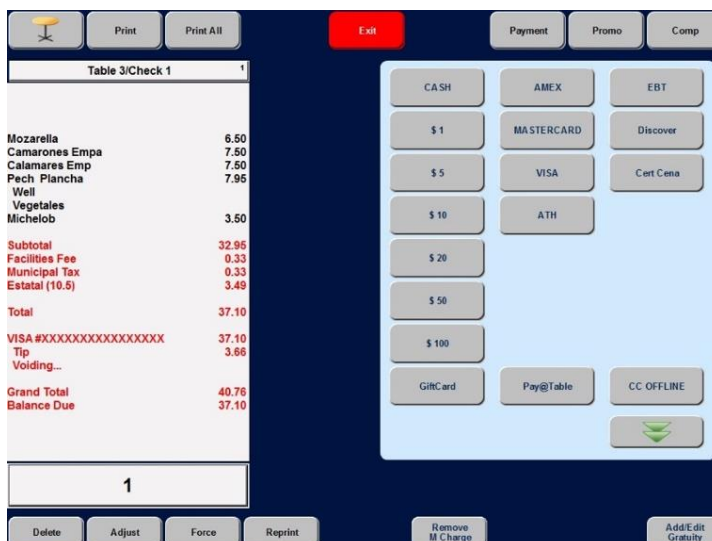 Print
Print All
Exit
Payment
Promo
Comp
Table 3/Check 1 1
Mozarella 6.50
Camarones Empa 7.50
Calamares Emp 7.50
Pech Plancha 7.95
Well
Vegetales
Michelob 3.50
Subtotal 32.95
Facilities Fee 0.33
Municipal Tax 0.33
Estatal (10.5) 3.49
Total 37.10
VISA #XXXXXXXXXXXXXXXX 37.10
Tip 3.66
Voiding...
Grand Total 40.76
Balance Due 37.10
1
CASH
AMEX
EBT
$ 1
MASTERCARD
Discover
$ 5
VISA
Cert Cena
$ 10
ATH
$ 20
$ 50
$ 100
GiftCard
Pay@Table
CC OFFLINE
Delete
Adjust
Force
Reprint
Remove
M Charge
Add/Edit
Gratuity